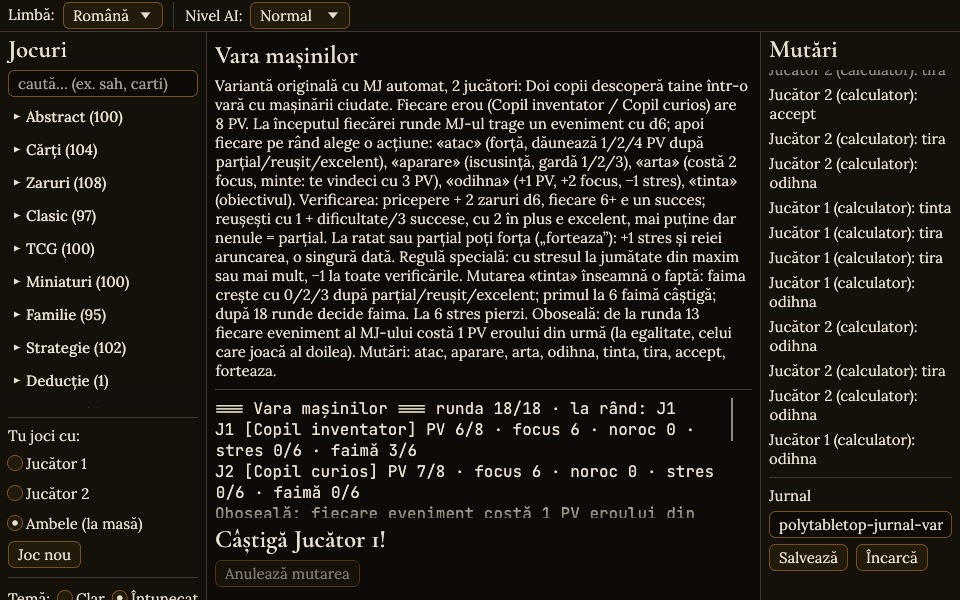 Limbă: Română ▼ Nivel AI: Normal ▼
Jocuri
caută... (ex. sah, carti)
▸ Abstract (100)
▸ Cărți (104)
▸ Zaruri (108)
▸ Clasic (97)
▸ TCG (100)
▸ Miniaturi (100)
▸ Familie (95)
▸ Strategie (102)
▸ Deducție (1)
Tu joci cu:
Jucător 1
Jucător 2
Ambele (la masă)
Joc nou
Temă: Clar Întunecat
Vara mașinilor
Variantă originală cu MJ automat, 2 jucători: Doi copii descoperă taine într-o
vară cu mașinării ciudate. Fiecare erou (Copil inventator / Copil curios) are
8 PV. La începutul fiecărei runde MJ-ul trage un eveniment cu d6; apoi
fiecare pe rând alege o acțiune: «atac» (forță, dăunează 1/2/4 PV după
parțial/reușit/excelent), «aparare» (iscusință, gardă 1/2/3), «arta» (costă 2
focus, minte: te vindeci cu 3 PV), «odihna» (+1 PV, +2 focus, −1 stres), «tinta»
(obiectivul). Verificarea: pricepere + 2 zaruri d6, fiecare 6+ e un succes;
reușești cu 1 + dificultate/3 succese, cu 2 în plus e excelent, mai puține dar
nenule = parțial. La ratat sau parțial poți forța („forteaza”): +1 stres și reiei
aruncarea, o singură dată. Regulă specială: cu stresul la jumătate din maxim
sau mai mult, −1 la toate verificările. Mutarea «tinta» înseamnă o faptă: faima
crește cu 0/2/3 după parțial/reușit/excelent; primul la 6 faimă câștigă;
după 18 runde decide faima. La 6 stres pierzi. Oboseală: de la runda 13
fiecare eveniment al MJ-ului costă 1 PV eroului din urmă (la egalitate, celui
care joacă al doilea). Mutări: atac, aparare, arta, odihna, tinta, tira, accept,
forteaza.
═══ Vara mașinilor ═══ runda 18/18 · la rând: J1
J1 [Copil inventator] PV 6/8 · focus 6 · noroc 0 ·
stres 0/6 · faimă 3/6
J2 [Copil curios] PV 7/8 · focus 6 · noroc 0 · stres
0/6 · faimă 0/6
Oboseală: fiecare eveniment costă 1 PV eroului din
Câștigă Jucător 1!
Anulează mutarea
Mutări
Jucător 2 (calculator): tira
Jucător 2 (calculator):
accept
Jucător 2 (calculator): tira
Jucător 2 (calculator):
odihna
Jucător 1 (calculator): tinta
Jucător 1 (calculator): tira
Jucător 1 (calculator): tira
Jucător 1 (calculator):
odihna
Jucător 2 (calculator):
odihna
Jucător 2 (calculator): tira
Jucător 2 (calculator):
odihna
Jucător 1 (calculator):
odihna
Jurnal
polytabletop-jurnal-var
Salvează Încarcă